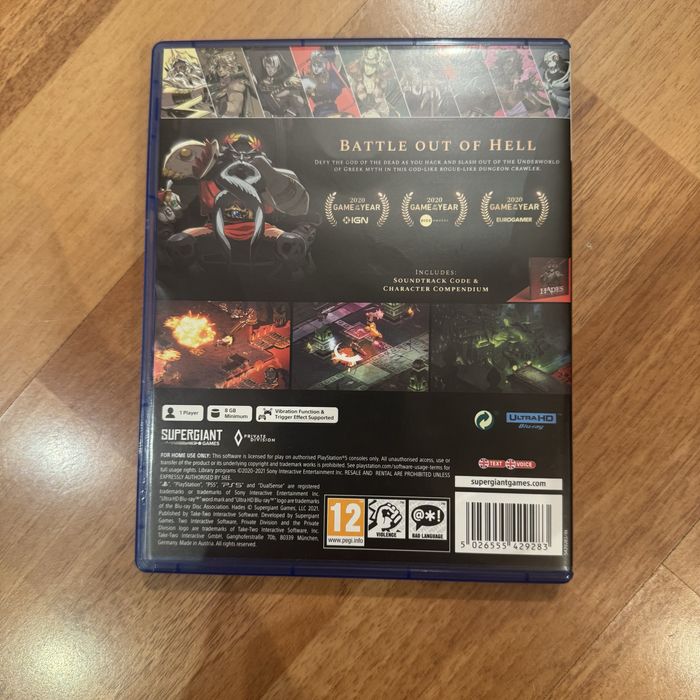 BATTLE OUT OF HELL
DEFY THE GOD OF THE DEAD AS YOU HACK AND SLASH OUT OF THE UNDERWORLD
OF GREEK MYTH IN THIS GOD-LIKE ROGUE-LIKE DUNGEON CRAWLER.
2020
GAME OF THE YEAR
IGN
2020
GAME OF THE YEAR
2020
GAME OF THE YEAR
EUROGAMER
INCLUDES:
SOUNDTRACK CODE &
CHARACTER COMPENDIUM
HADES
1 Player
8 GB
Minimum
Vibration Function &
Trigger Effect Supported
ULTRA HD
Blu-ray
SUPERGIANT
GAMES
PRIVATE
DIVISION
FOR HOME USE ONLY: This software is licensed for play on authorised PlayStation®5 consoles only. All unauthorised access, use or
transfer of the product or its underlying copyright and trademark works is prohibited. See playstation.com/software-usage-terms for
full usage terms. Library programs ©2020-2021 Sony Interactive Entertainment Inc. RESALE AND RENTAL ARE PROHIBITED UNLESS
EXPRESSLY AUTHORISED BY SIEE.
"PlayStation", "PS5", "PS5" and "DualSense" are registered
trademarks or trademarks of Sony Interactive Entertainment Inc.
"Ultra HD Blu-ray™" word mark and "Ultra HD Blu-ray™" logo are trademarks
of the Blu-ray Disc Association. Hades © Supergiant Games, LLC 2021.
Published by Take-Two Interactive Software. Developed by Supergiant
Games. Two Interactive Software, Private Division and the Private
Division logo are trademarks of Take-Two Interactive Software, Inc.
Take-Two Interactive GmbH, Ganghoferstraße 70b, 80339 München,
Germany. Made in Austria. All rights reserved.
TEXT VOICE
supergiantgames.com
12
www.pegi.info
VIOLENCE
@*!
BAD LANGUAGE
5 026555 429283